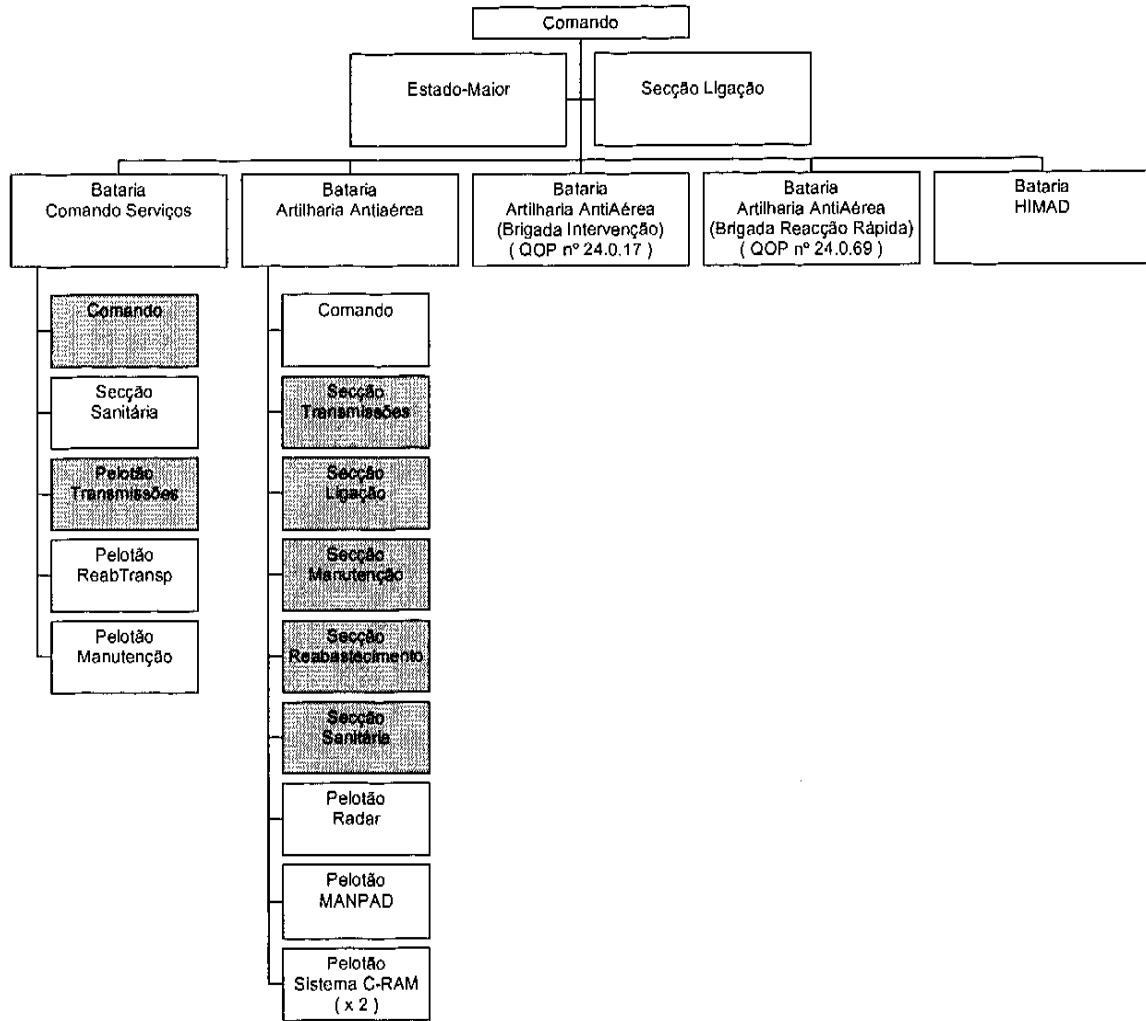 Comando
Estado-Maior
Secção Ligação
Bataria
Comando Serviços
Bataria
Artilharia Antiaérea
Bataria
Artilharia AntiAérea
(Brigada Intervenção)
( QOP nº 24.0.17 )
Bataria
Artilharia AntiAérea
(Brigada Reacção Rápida)
( QOP nº 24.0.69 )
Bataria
HIMAD
Comando
Secção
Sanitária
Pelotão
Transmissões
Pelotão
ReabTransp
Pelotão
Manutenção
Comando
Secção
Transmissões
Secção
Ligação
Secção
Manutenção
Secção
Reabastecimento
Secção
Sanitária
Pelotão
Radar
Pelotão
MANPAD
Pelotão
Sistema C-RAM
( x 2 )